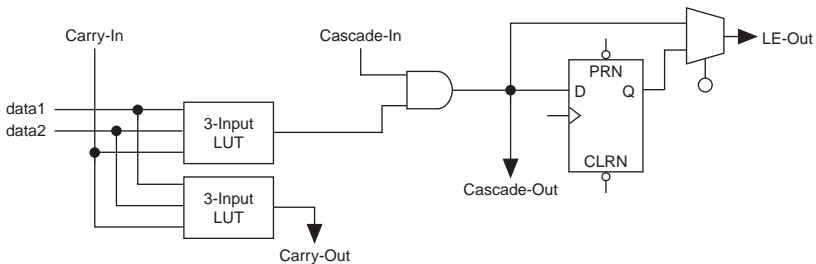 Carry-In
Cascade-In
LE-Out
PRN
D
Q
data1
data2
3-Input
LUT
CLRN
3-Input
LUT
Cascade-Out
Carry-Out